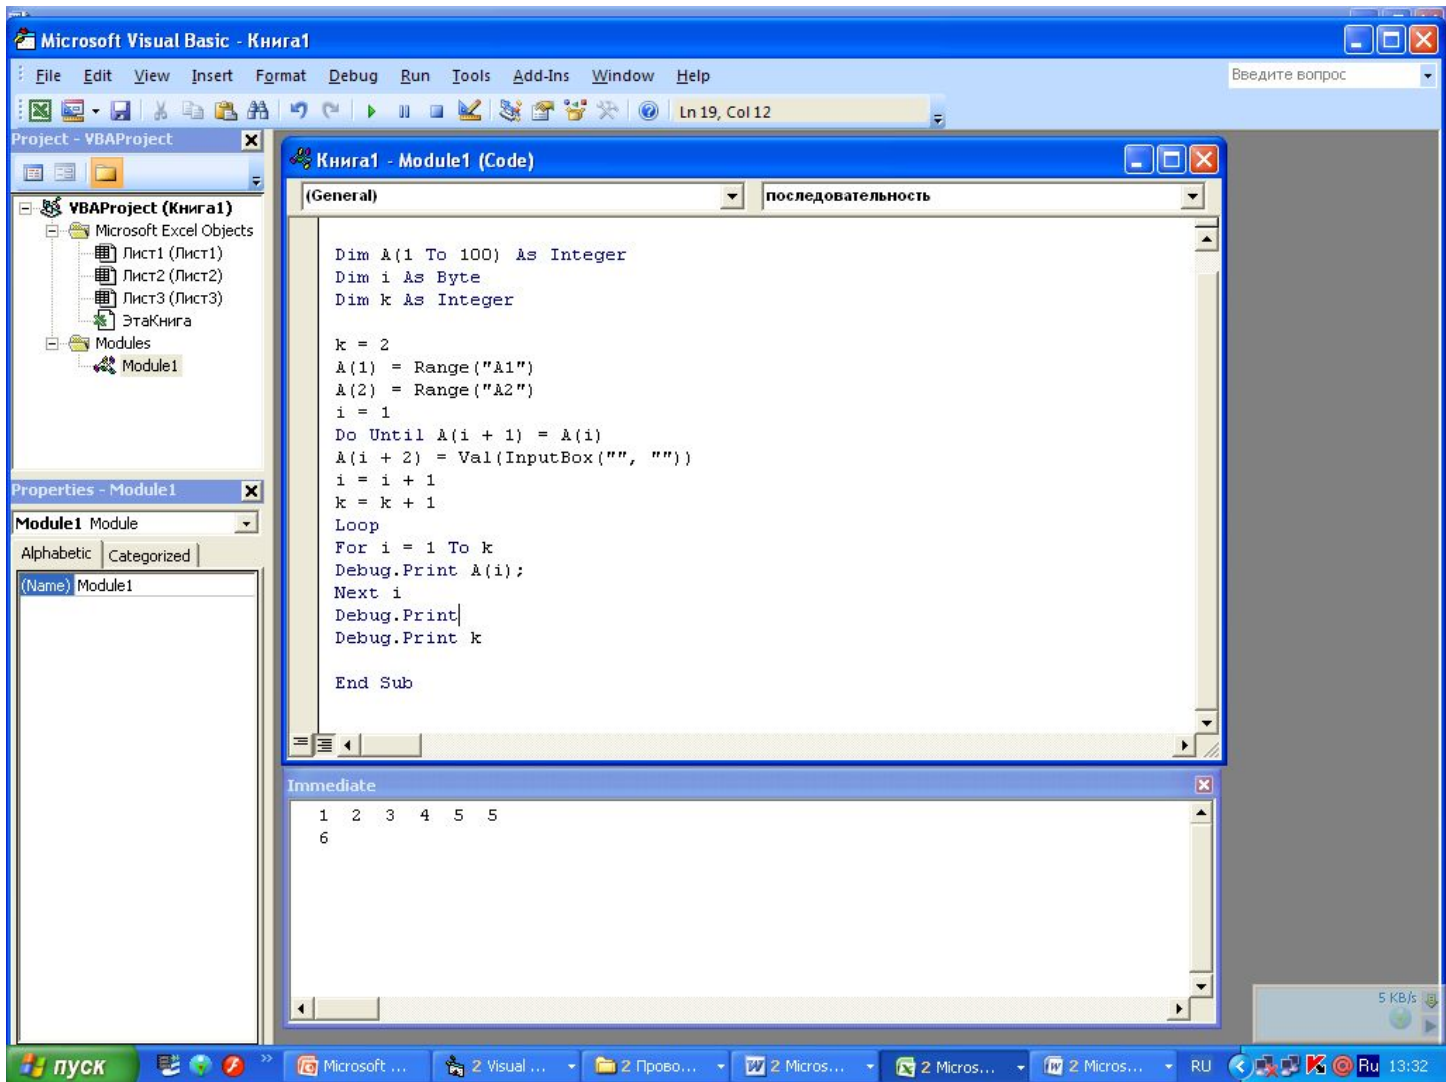 Microsoft Visual Basic - Книга1
File Edit View Insert Format Debug Run Tools Add-Ins Window Help
Введите вопрос
Ln 19, Col 12
Project - VBAProject
VBAProject (Книга1)
Microsoft Excel Objects
Лист1 (Лист1)
Лист2 (Лист2)
Лист3 (Лист3)
ЭтаКнига
Modules
Module1
Properties - Module1
Module1 Module
Alphabetic Categorized
(Name) Module1
Книга1 - Module1 (Code)
(General) последовательность
Dim A(1 To 100) As Integer
Dim i As Byte
Dim k As Integer
k = 2
A(1) = Range("A1")
A(2) = Range("A2")
i = 1
Do Until A(i + 1) = A(i)
A(i + 2) = Val(InputBox("", ""))
i = i + 1
k = k + 1
Loop
For i = 1 To k
Debug.Print A(i);
Next i
Debug.Print
Debug.Print k
End Sub
Immediate
1 2 3 4 5 5
6
5 KB/s
пуск
Microsoft ...
2 Visual ...
2 Прово...
2 Micros...
2 Micros...
2 Micros...
RU
Ru 13:32